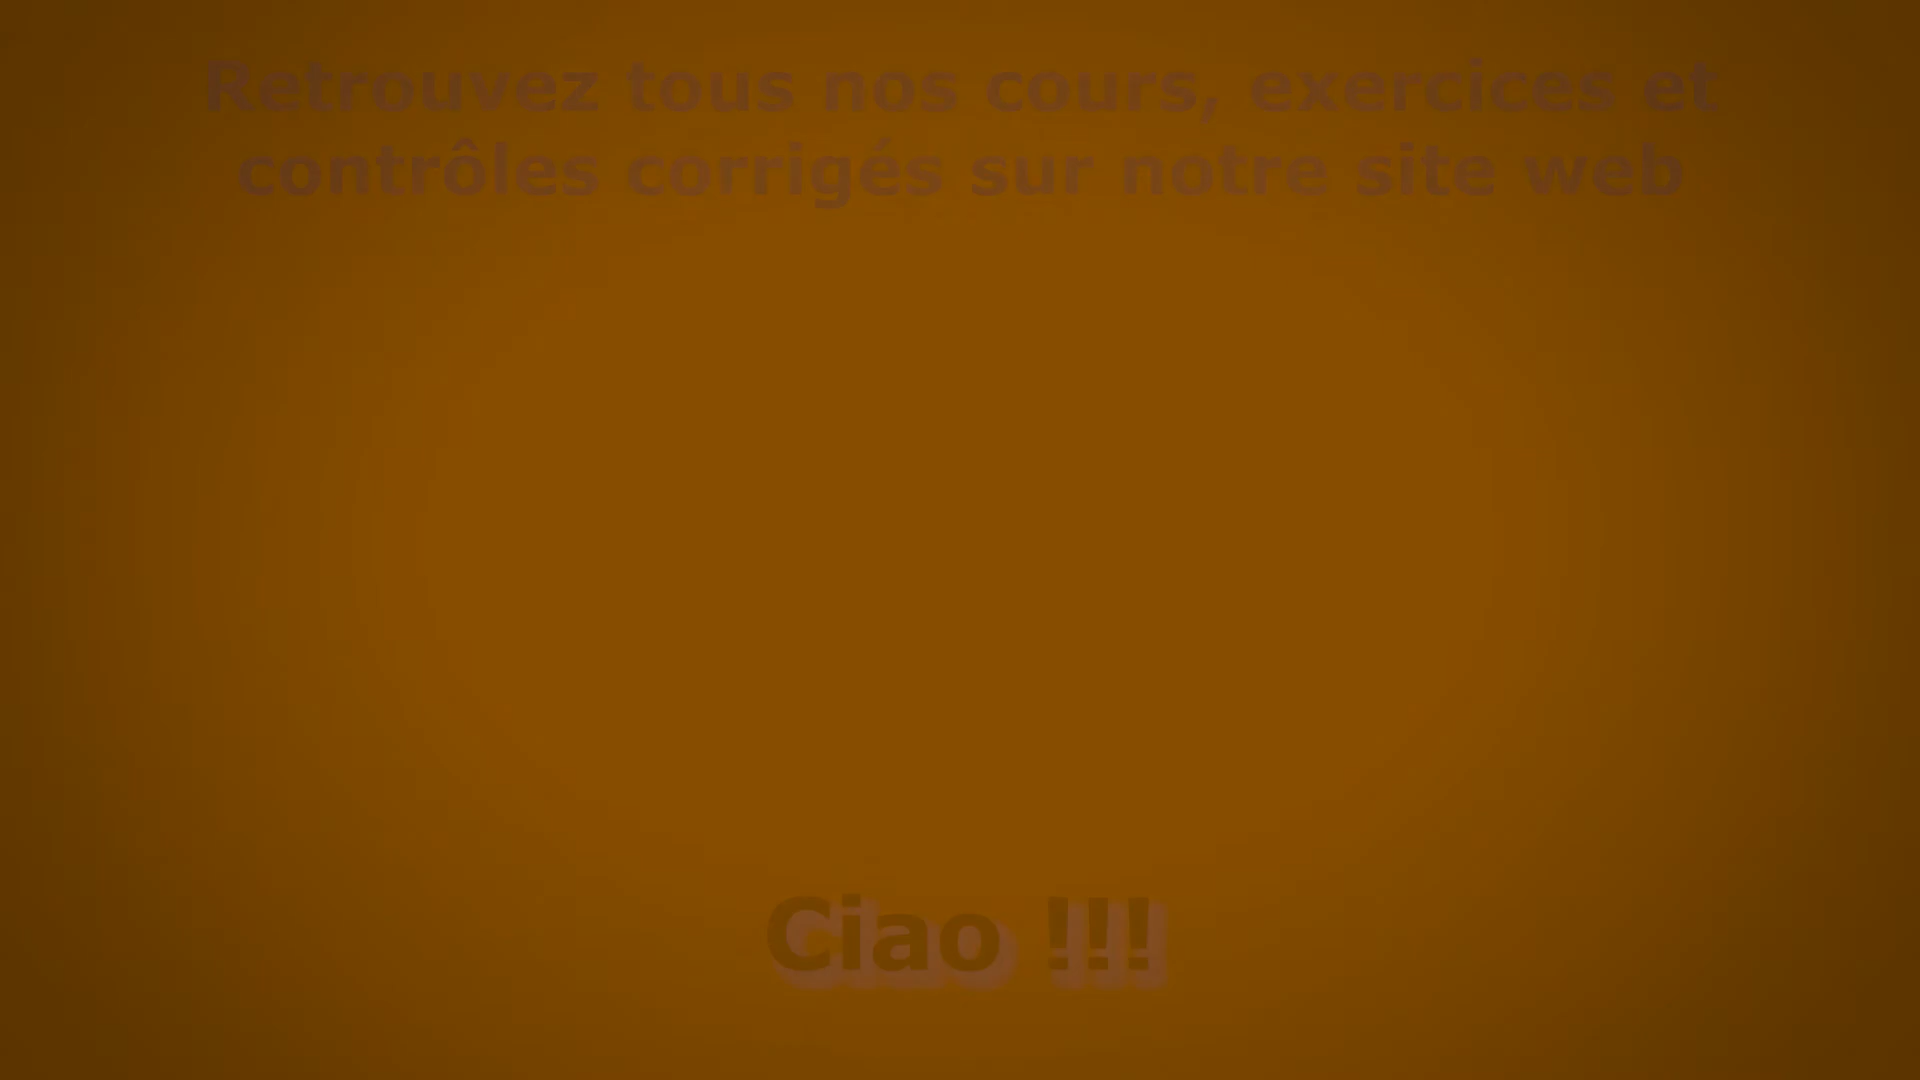 Retrouvez tous nos cours, exercices et
contrôles corrigés sur notre site web
Ciao !!!